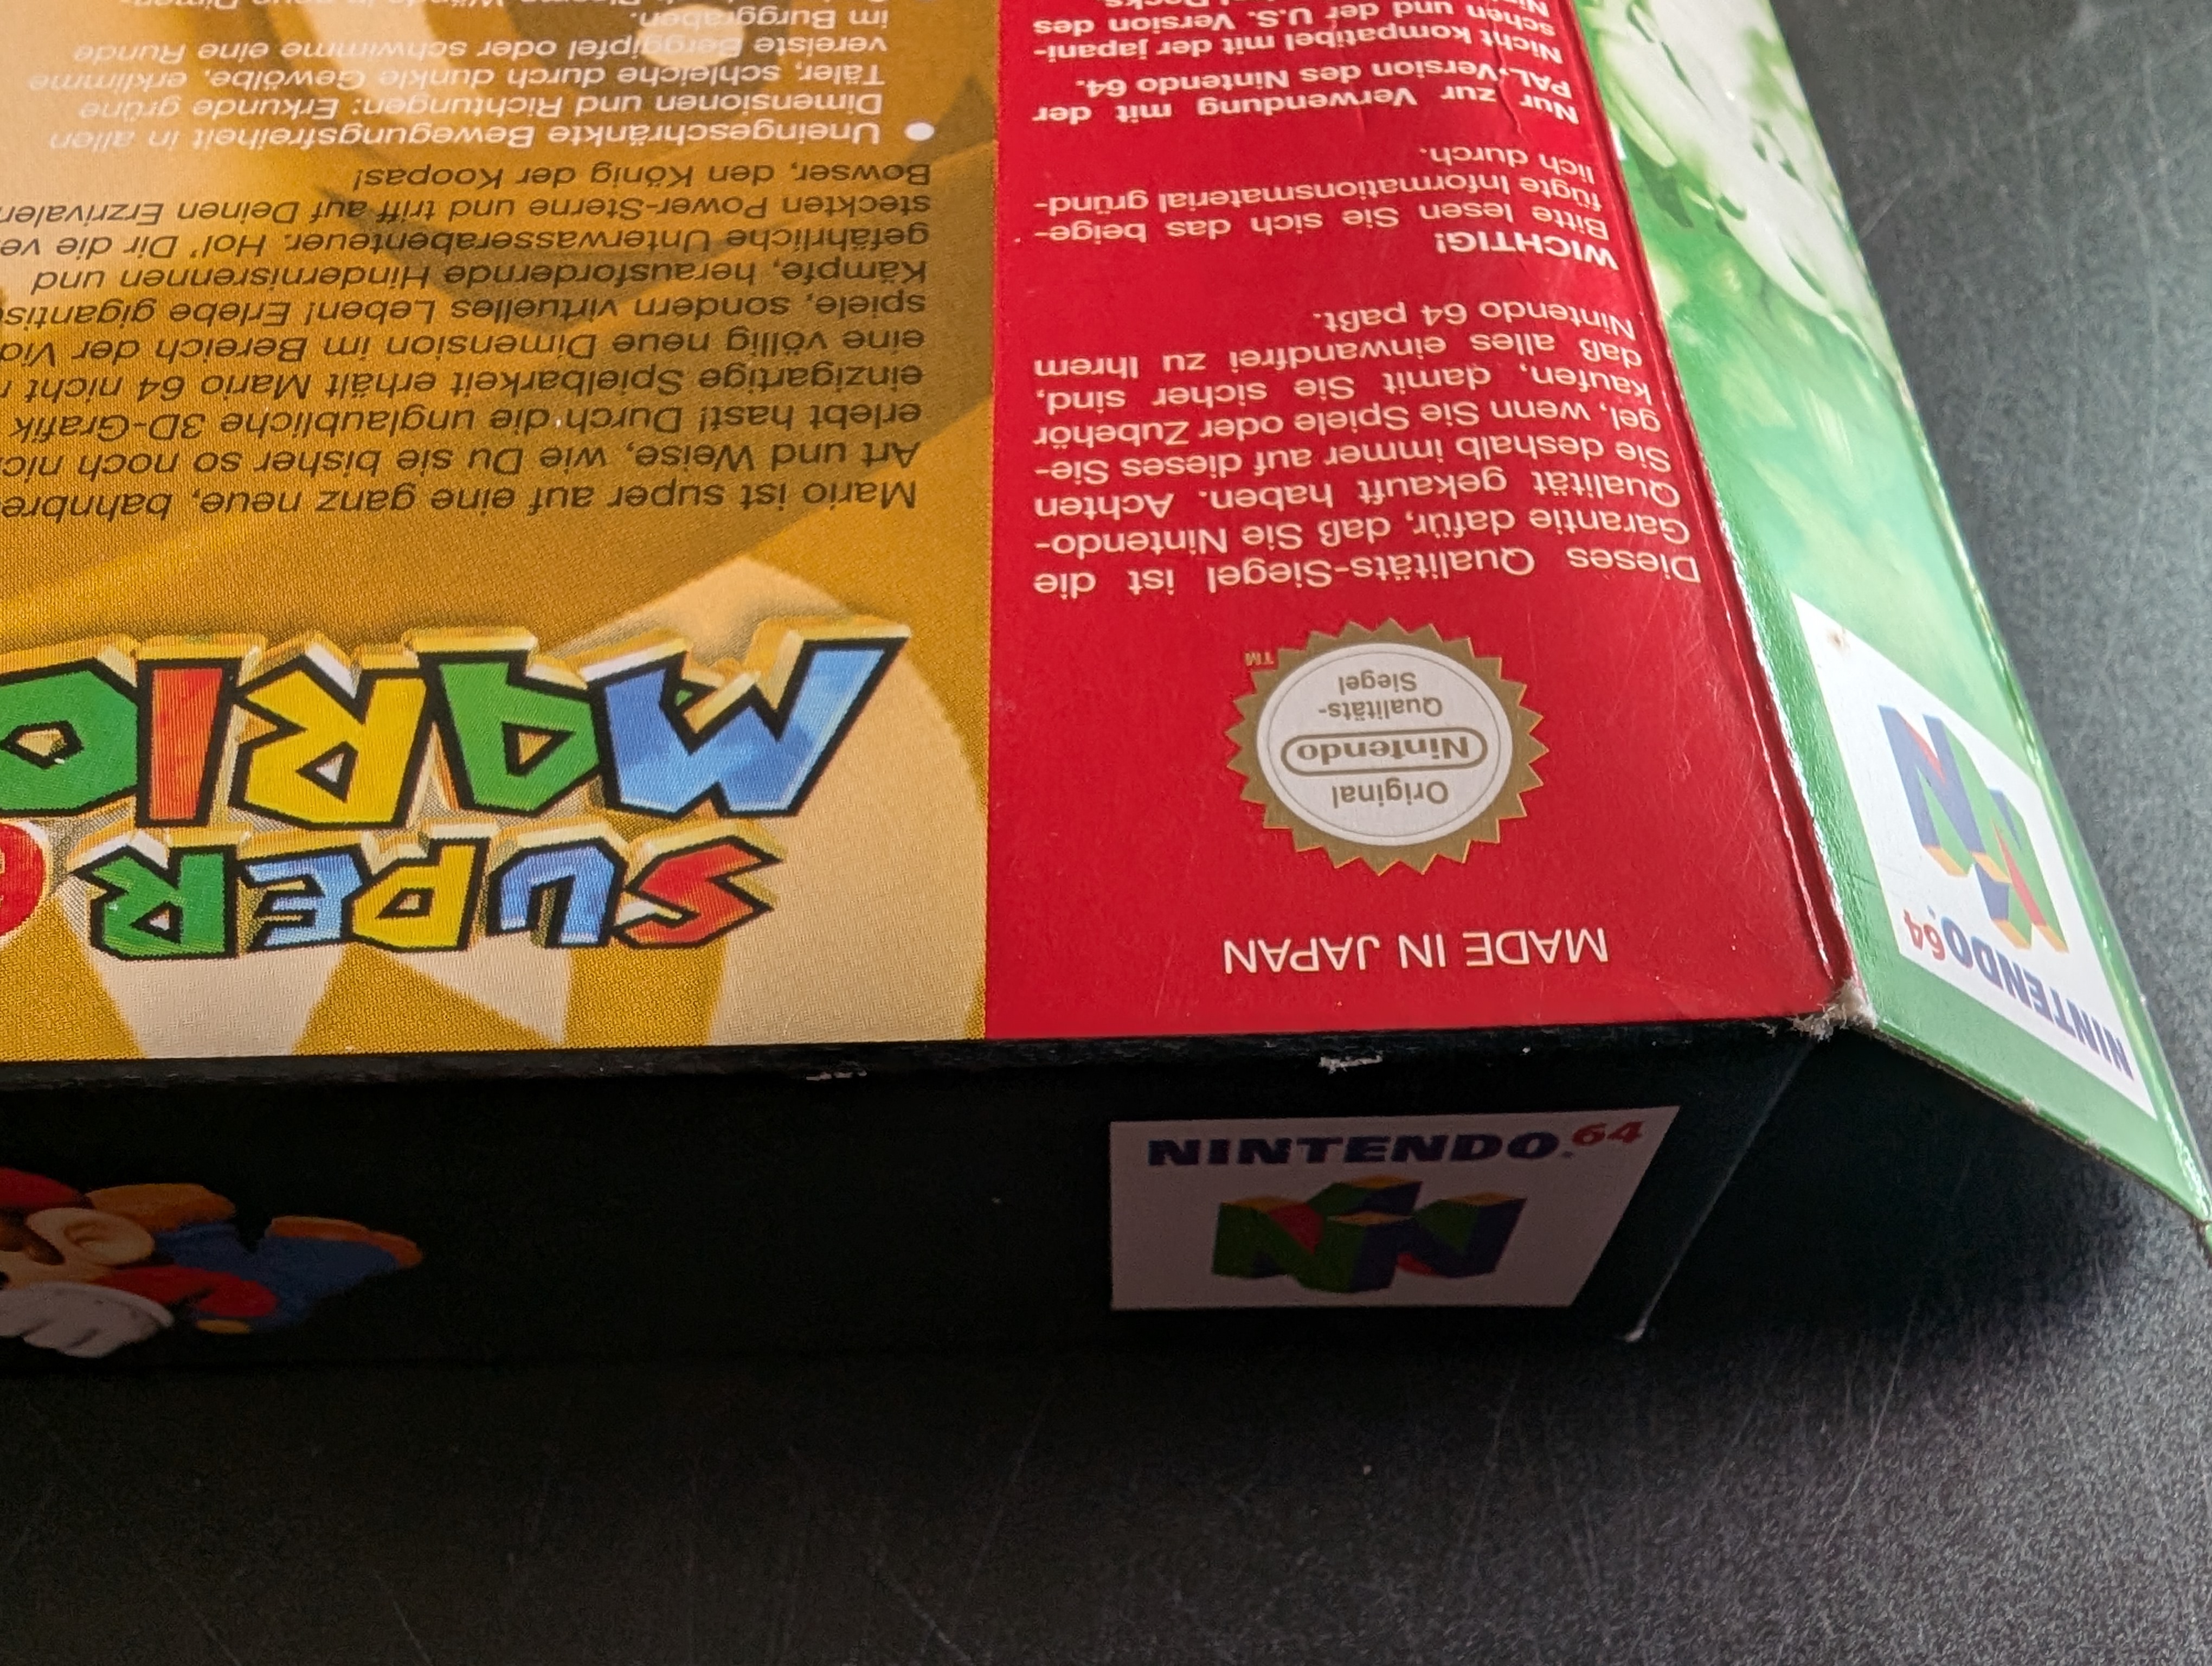 MADE IN JAPAN
Original
Nintendo
Qualitäts-
Siegel
TM
Dieses Qualitäts-Siegel ist die
Garantie dafür, daß Sie Nintendo-
Qualität gekauft haben. Achten
Sie deshalb immer auf dieses Sie-
gel, wenn Sie Spiele oder Zubehör
kaufen, damit Sie sicher sind,
daß alles einwandfrei zu Ihrem
Nintendo 64 paßt.
WICHTIG!
Bitte lesen Sie sich das beige-
fügte Informationsmaterial gründ-
lich durch.
Nur zur Verwendung mit der
PAL-Version des Nintendo 64.
Nicht kompatibel mit der japani-
schen und der U.S. Version des
SUPER
MARIO
Mario ist super auf eine ganz neue,
Art und Weise, wie Du sie bisher so noch
erlebt hast! Durch die unglaubliche 3D-Grafik
einzigartige Spielbarkeit erhält Mario 64 nicht
eine völlig neue Dimension im Bereich der
spiele, sondern virtuelles Leben! Erlebe
Kämpfe, herausfordernde Hindernisrennen und
gefährliche Unterwasserabenteuer. Hol' Dir die
steckten Power-Sterne und triff auf Deinen
Bowser, den König der Koopas!
● Uneingeschränkte Bewegungsfreiheit in allen
Dimensionen und Richtungen: Erkunde grüne
Täler, schleiche durch dunkle Gewölbe, erklimme
vereiste Berggipfel oder schwimme eine Runde
im Burggraben.
NINTENDO 64
NINTENDO 64